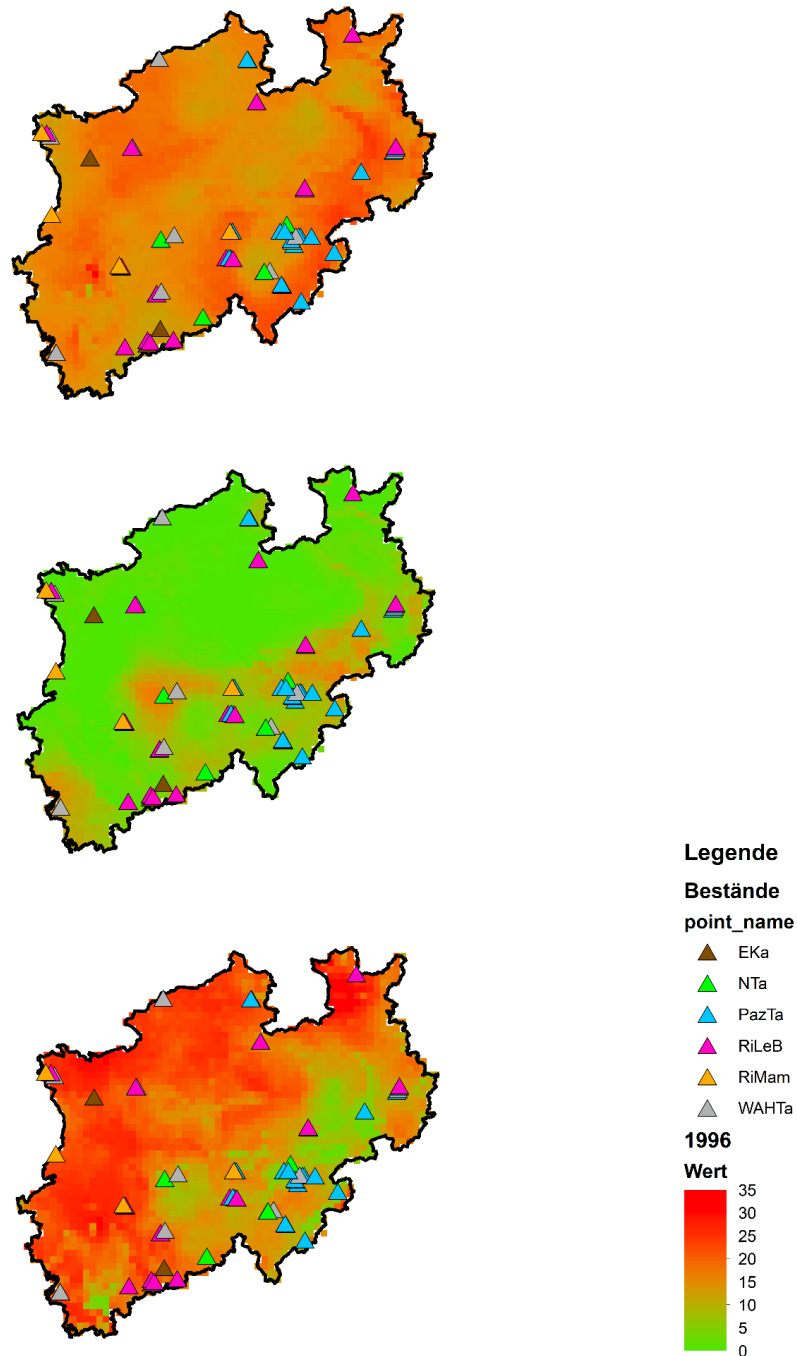 Legende
Bestände
point_name
EKa
NTa
PazTa
RiLeB
RiMam
WAHTa
1996
Wert
35
30
25
20
15
10
5
0